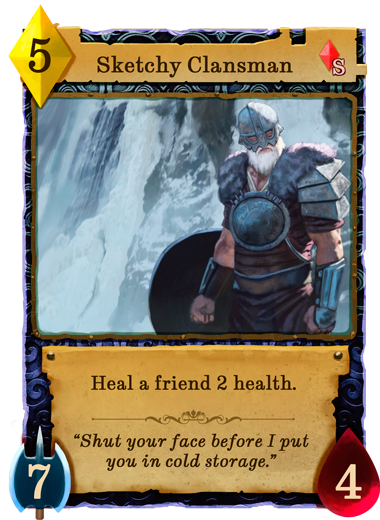 5
Sketchy Clansman
S
Heal a friend 2 health.
“Shut your face before I put
you in cold storage.”
7
4